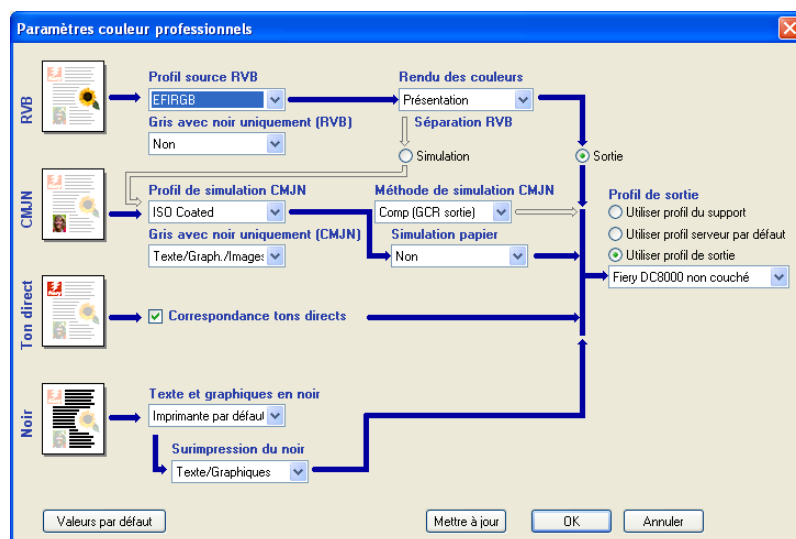 Paramètres couleur professionnels
RVB
Profil source RVB
EFIRGB
Gris avec noir uniquement (RVB)
Non
Rendu des couleurs
Présentation
Séparation RVB
Simulation
Sortie
CMJN
Profil de simulation CMJN
ISO Coated
Gris avec noir uniquement (CMJN)
Texte/Graph./Images
Méthode de simulation CMJN
Comp (GCR sortie)
Simulation papier
Non
Profil de sortie
Utiliser profil du support
Utiliser profil serveur par défaut
Utiliser profil de sortie
Fiery DC8000 non couché
Ton direct
Correspondance tons directs
Noir
Texte et graphiques en noir
Imprimante par défaut
Surimpression du noir
Texte/Graphiques
Valeurs par défaut
Mettre à jour
OK
Annuler